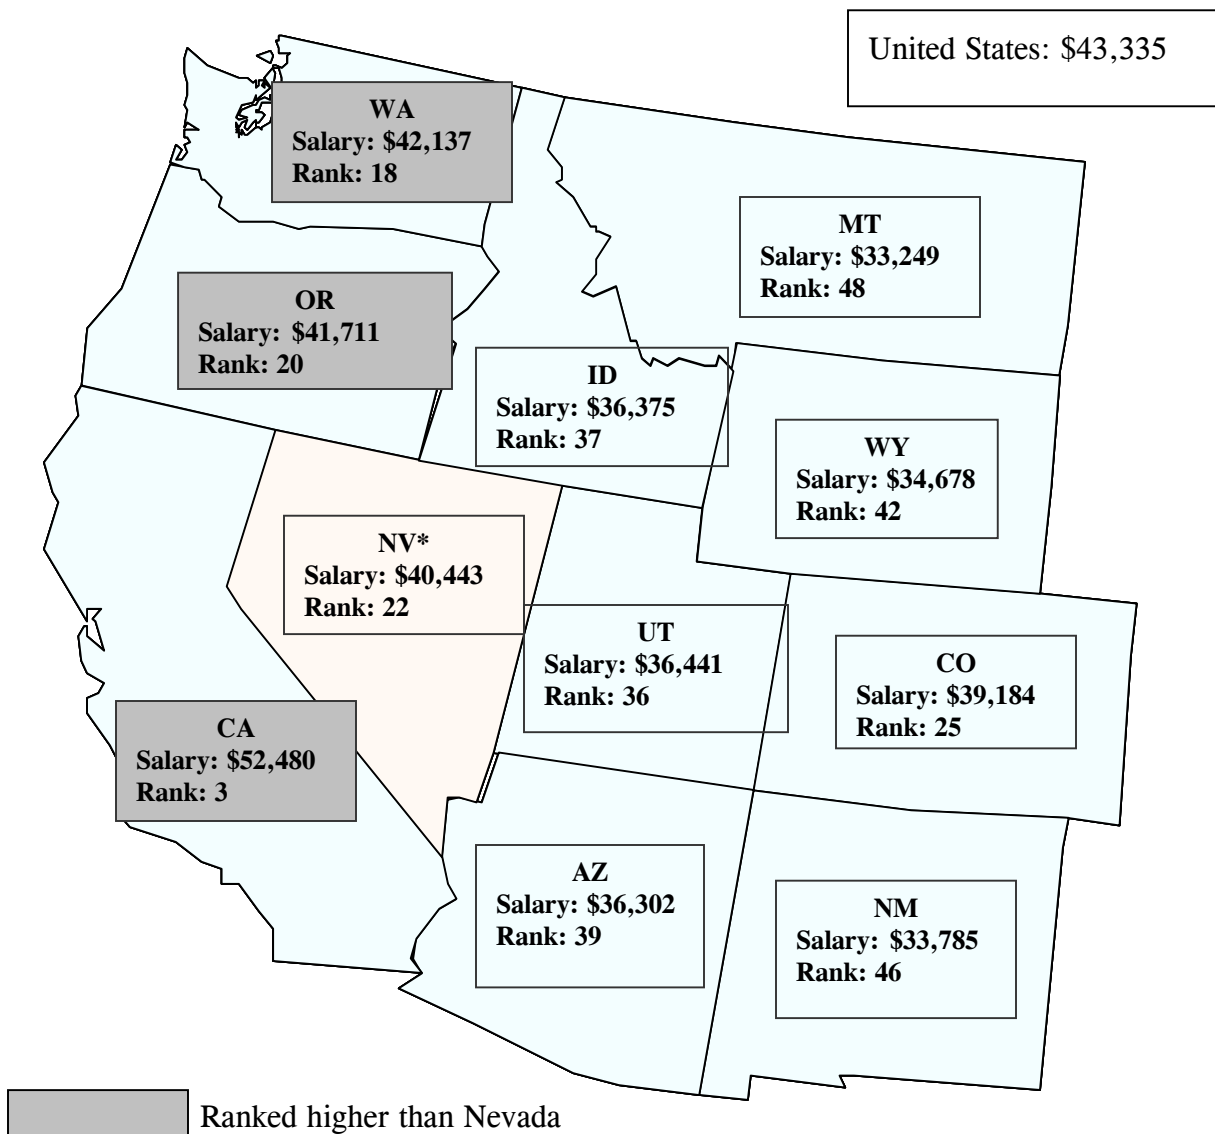 United States: $43,335
WA
Salary: $42,137
Rank: 18
MT
Salary: $33,249
Rank: 48
OR
Salary: $41,711
Rank: 20
ID
Salary: $36,375
Rank: 37
WY
Salary: $34,678
Rank: 42
NV*
Salary: $40,443
Rank: 22
UT
Salary: $36,441
Rank: 36
CO
Salary: $39,184
Rank: 25
CA
Salary: $52,480
Rank: 3
AZ
Salary: $36,302
Rank: 39
NM
Salary: $33,785
Rank: 46
Ranked higher than Nevada